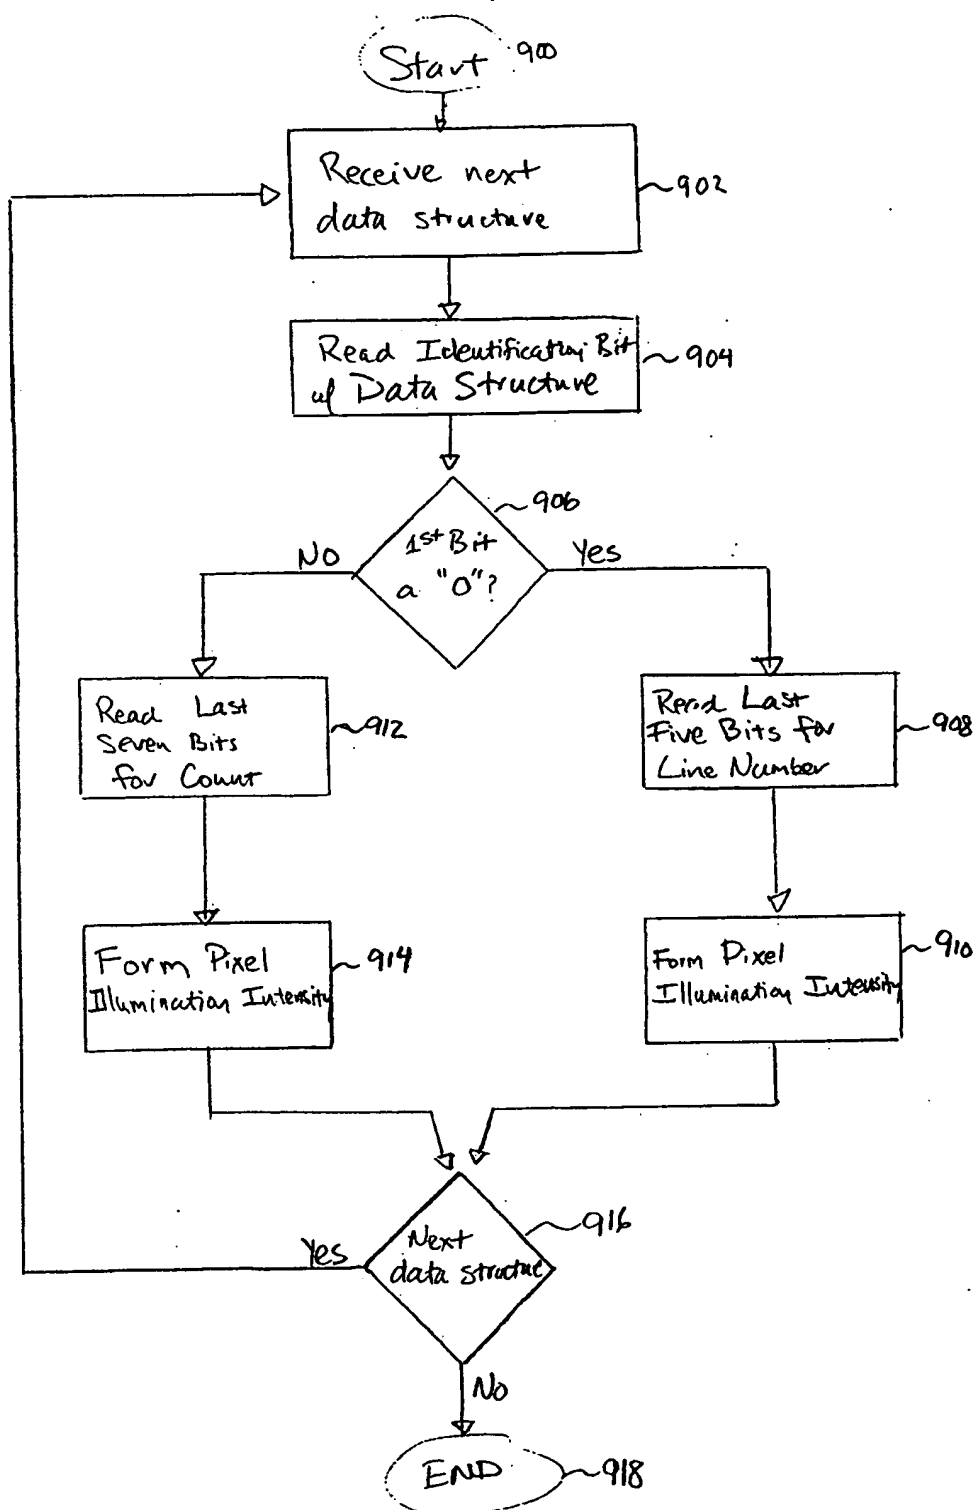 Start 900
Receive next
data structure
902
Read Identification Bit
w/ Data Structure
904
906
1st Bit
a "0"?
No
Yes
Read Last
Seven Bits
for Count
912
Read Last
Five Bits for
Line Number
908
Form Pixel
Illumination Intensity
914
Form Pixel
Illumination Intensity
910
Next
data structure
916
Yes
No
END
918